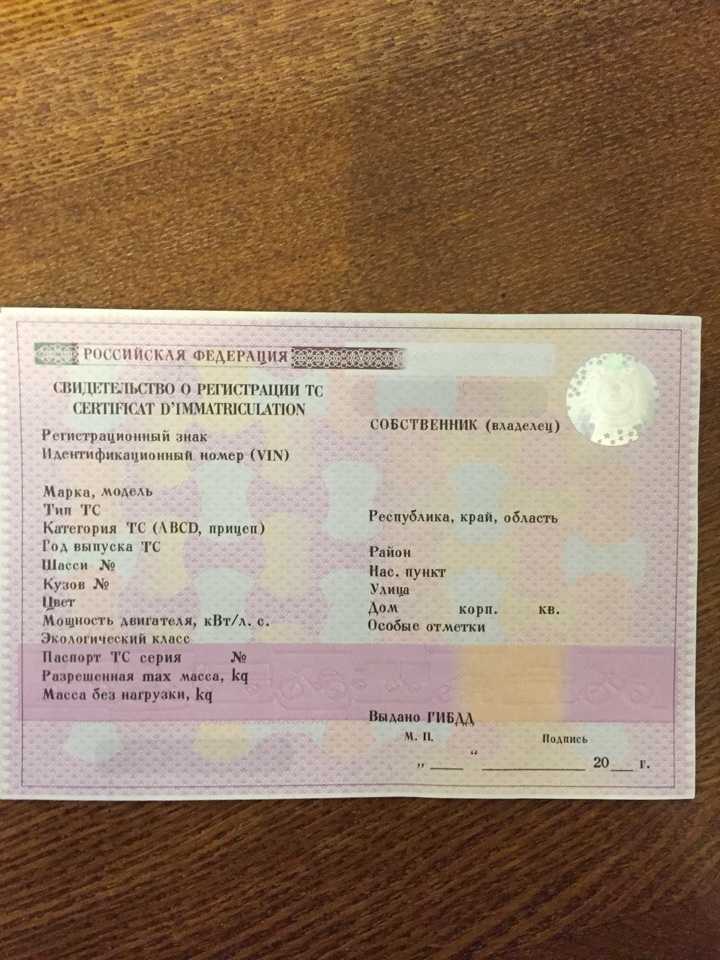 РОССИЙСКАЯ ФЕДЕРАЦИЯ
СВИДЕТЕЛЬСТВО О РЕГИСТРАЦИИ ТС
CERTIFICAT D'IMMATRICULATION
Регистрационный знак
Идентификационный номер (VIN)
Марка, модель
Тип ТС
Категория ТС (ABCD, прицеп)
Год выпуска ТС
Шасси №
Кузов №
Цвет
Мощность двигателя, кВт/л. с.
Экологический класс
Паспорт ТС серия №
Разрешенная max масса, kg
Масса без нагрузки, kg
СОБСТВЕННИК (владелец)
Республика, край, область
Район
Нас. пункт
Улица
Дом корп. кв.
Особые отметки
Выдано ГИБДД
М. П. Подпись
„ ____ “ ______________ 20___ г.